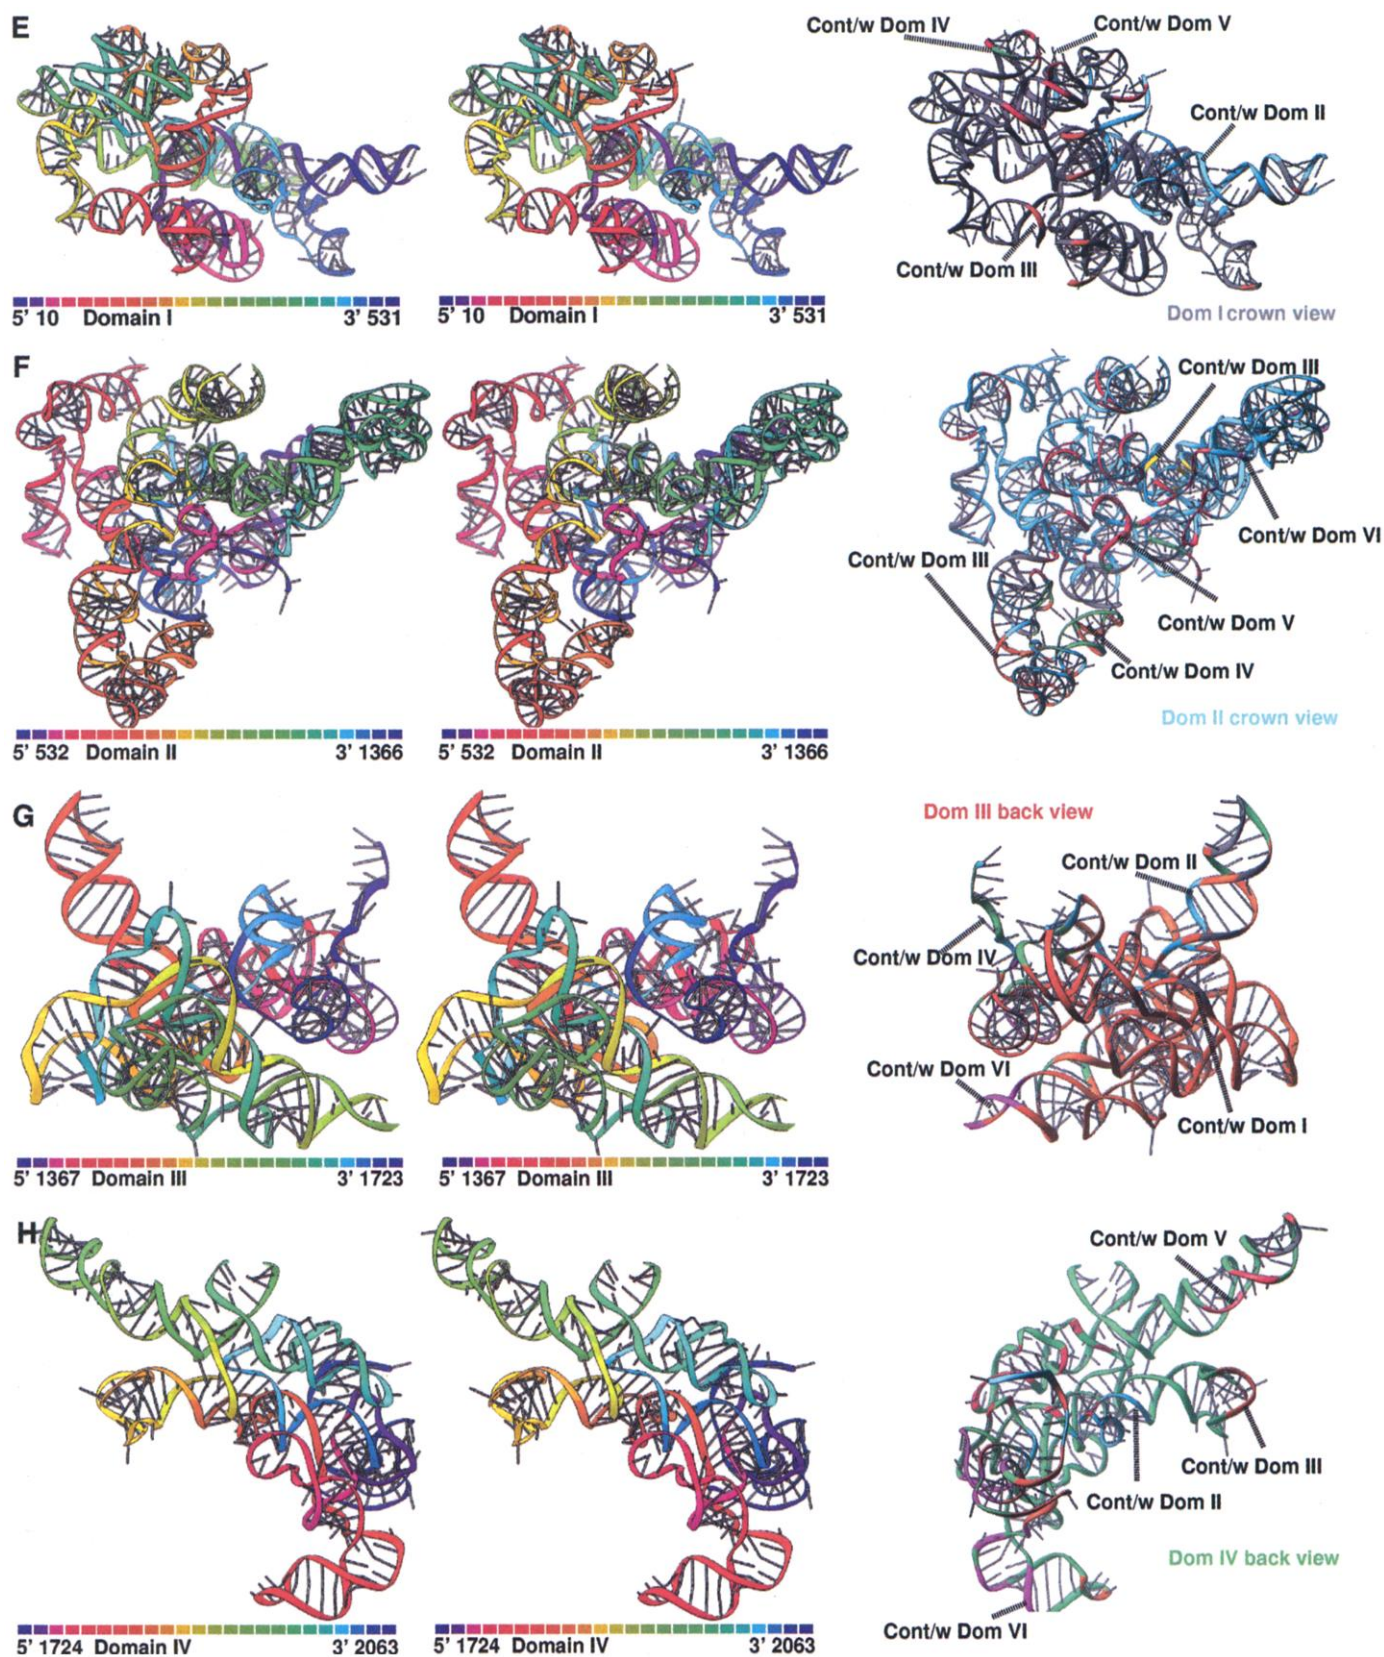 E
Cont/w Dom IV
Cont/w Dom V
Cont/w Dom II
Cont/w Dom III
5' 10 Domain I 3' 531
5' 10 Domain I 3' 531
Dom I crown view
F
Cont/w Dom III
Cont/w Dom VI
Cont/w Dom III
Cont/w Dom V
Cont/w Dom IV
Dom II crown view
5' 532 Domain II 3' 1366
5' 532 Domain II 3' 1366
G
Dom III back view
Cont/w Dom II
Cont/w Dom IV
Cont/w Dom VI
Cont/w Dom I
5' 1367 Domain III 3' 1723
5' 1367 Domain III 3' 1723
H
Cont/w Dom V
Cont/w Dom III
Cont/w Dom II
Dom IV back view
Cont/w Dom VI
5' 1724 Domain IV 3' 2063
5' 1724 Domain IV 3' 2063